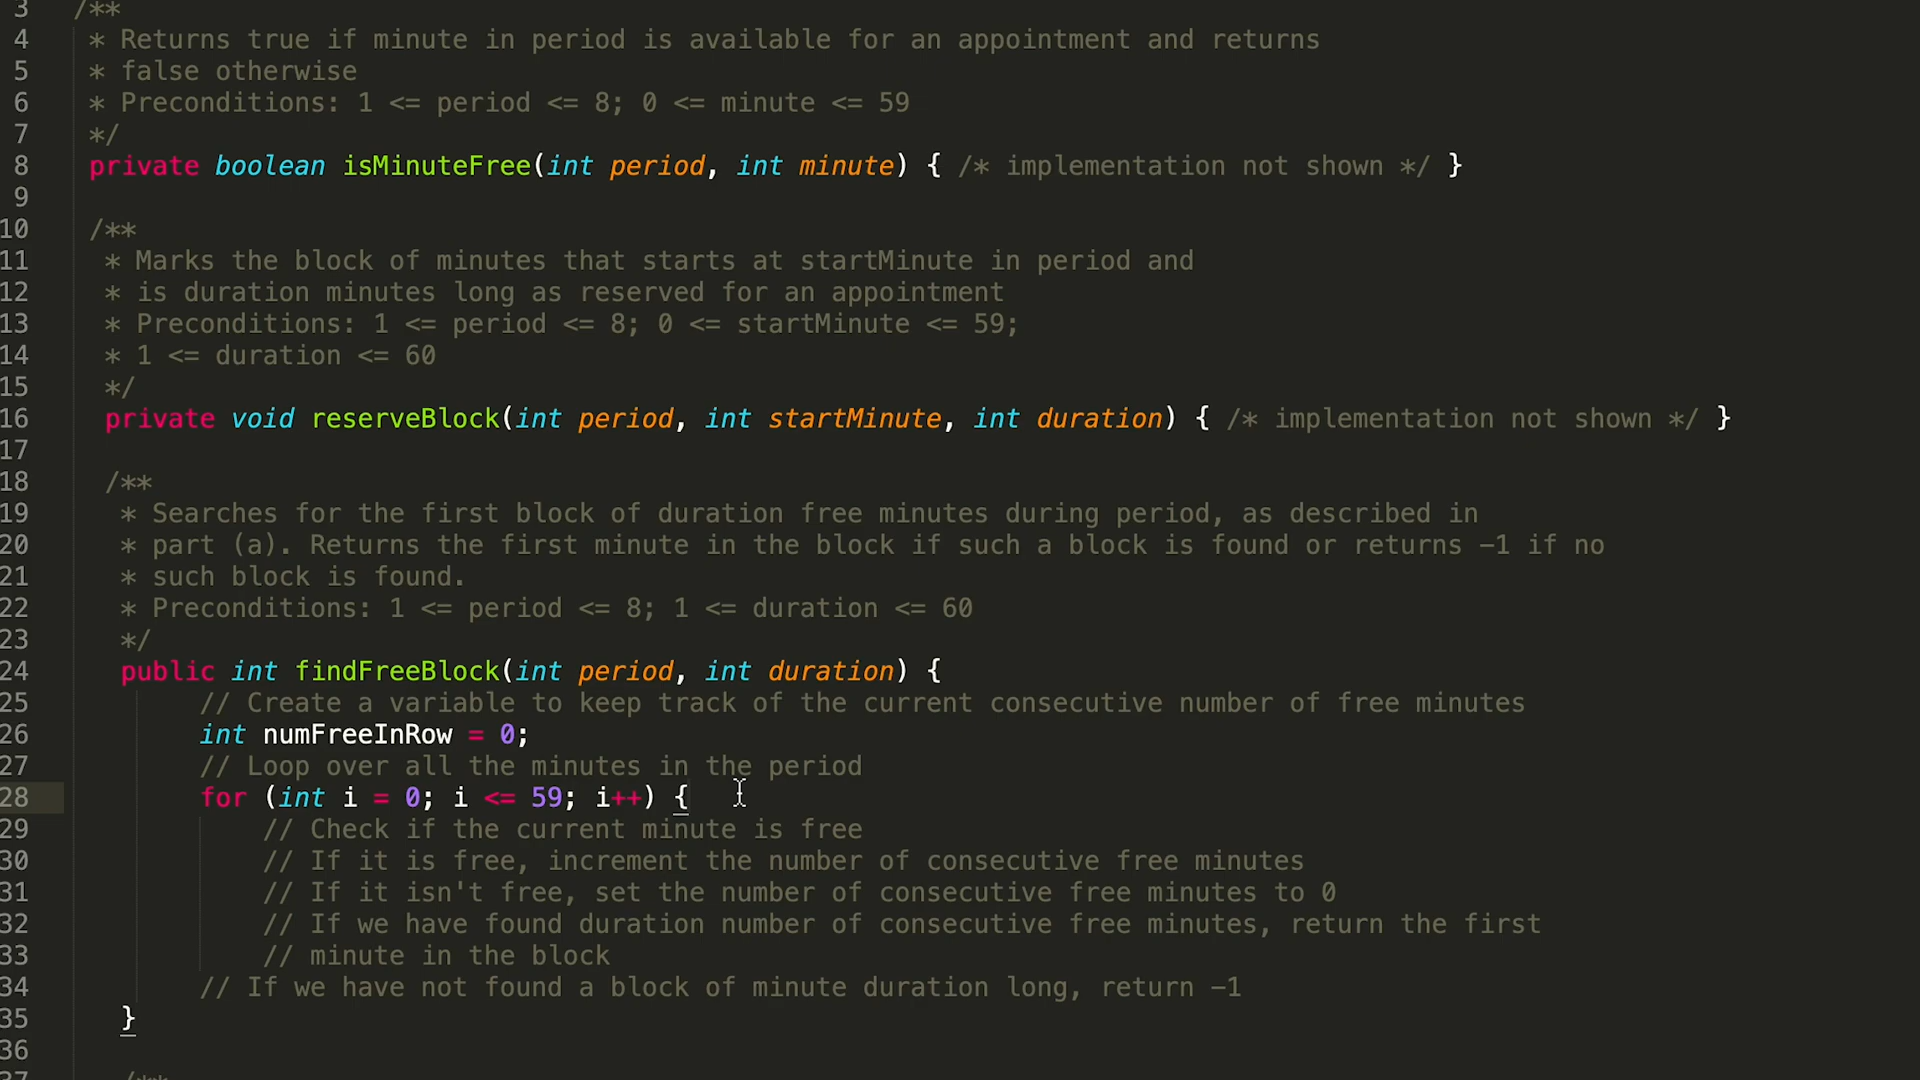 3 /**
4 * Returns true if minute in period is available for an appointment and returns
5 * false otherwise
6 * Preconditions: 1 <= period <= 8; 0 <= minute <= 59
7 */
8 private boolean isMinuteFree(int period, int minute) { /* implementation not shown */ }
9
10 /**
11 * Marks the block of minutes that starts at startMinute in period and
12 * is duration minutes long as reserved for an appointment
13 * Preconditions: 1 <= period <= 8; 0 <= startMinute <= 59;
14 * 1 <= duration <= 60
15 */
16 private void reserveBlock(int period, int startMinute, int duration) { /* implementation not shown */ }
17
18 /**
19 * Searches for the first block of duration free minutes during period, as described in
20 * part (a). Returns the first minute in the block if such a block is found or returns -1 if no
21 * such block is found.
22 * Preconditions: 1 <= period <= 8; 1 <= duration <= 60
23 */
24 public int findFreeBlock(int period, int duration) {
25 // Create a variable to keep track of the current consecutive number of free minutes
26 int numFreeInRow = 0;
27 // Loop over all the minutes in the period
28 for (int i = 0; i <= 59; i++) {
29 // Check if the current minute is free
30 // If it is free, increment the number of consecutive free minutes
31 // If it isn't free, set the number of consecutive free minutes to 0
32 // If we have found duration number of consecutive free minutes, return the first
33 // minute in the block
34 // If we have not found a block of minute duration long, return -1
35 }
36
37 /**